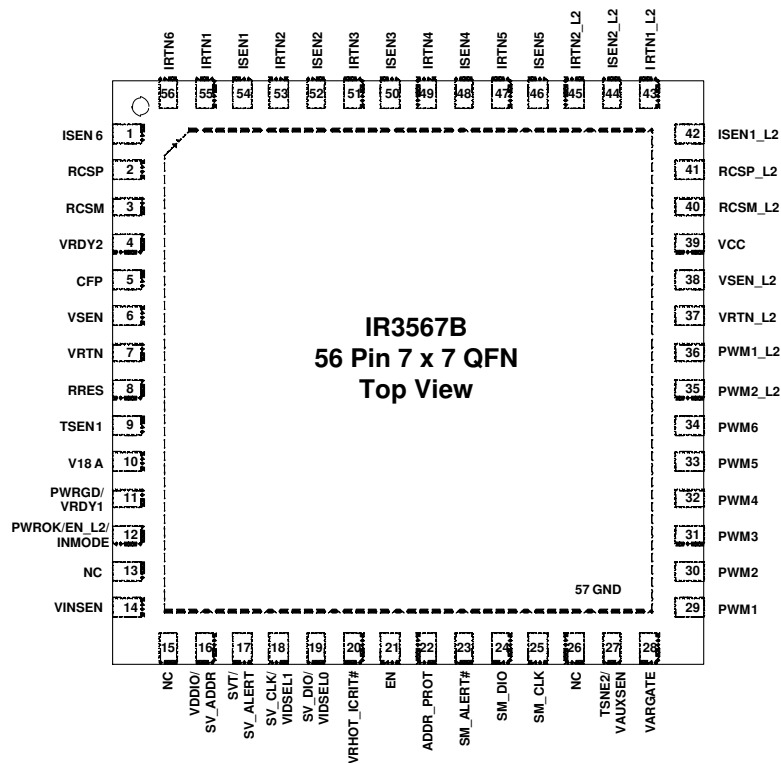 IRTN6
IRTN1
ISEN1
IRTN2
ISEN2
IRTN3
ISEN3
IRTN4
ISEN4
IRTN5
ISEN5
IRTN2_L2
ISEN2_L2
IRTN1_L2
56 55 54 53 52 51 50 49 48 47 46 45 44 43
ISEN 6 1
RCSP 2
RCSM 3
VRDY2 4
CFP 5
VSEN 6
VRTN 7
RRES 8
TSEN1 9
V18 A 10
PWRGD/
VRDY1 11
PWROK/EN_L2/
INMODE 12
NC 13
VINSEN 14
IR3567B
56 Pin 7 x 7 QFN
Top View
57 GND
42 ISEN1_L2
41 RCSP_L2
40 RCSM_L2
39 VCC
38 VSEN_L2
37 VRTN_L2
36 PWM1_L2
35 PWM2_L2
34 PWM6
33 PWM5
32 PWM4
31 PWM3
30 PWM2
29 PWM1
15 16 17 18 19 20 21 22 23 24 25 26 27 28
NC
VDDIO/
SV_ADDR
SVT/
SV_ALERT
SV_CLK/
VIDSEL1
SV_DIO/
VIDSEL0
VRHOT_ICRIT#
EN
ADDR_PROT
SM_ALERT#
SM_DIO
SM_CLK
NC
TSNE2/
VAUXSEN
VARGATE